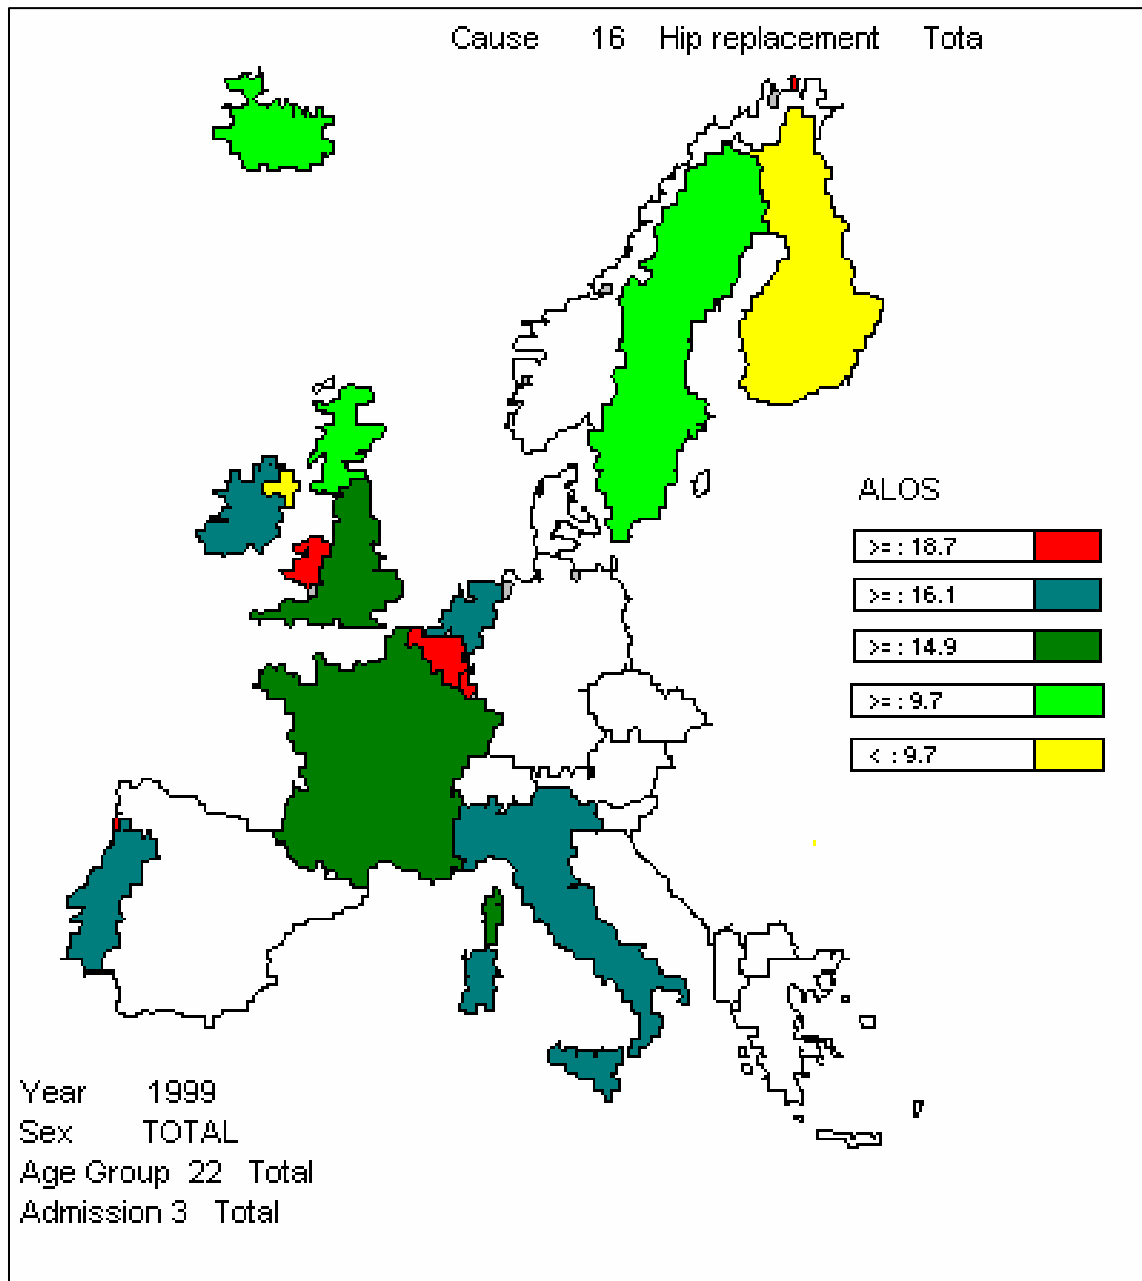 Cause 16 Hip replacement Tota
ALOS
>= : 18.7
>= : 16.1
>= : 14.9
>= : 9.7
< : 9.7
Year 1999
Sex TOTAL
Age Group 22 Total
Admission 3 Total